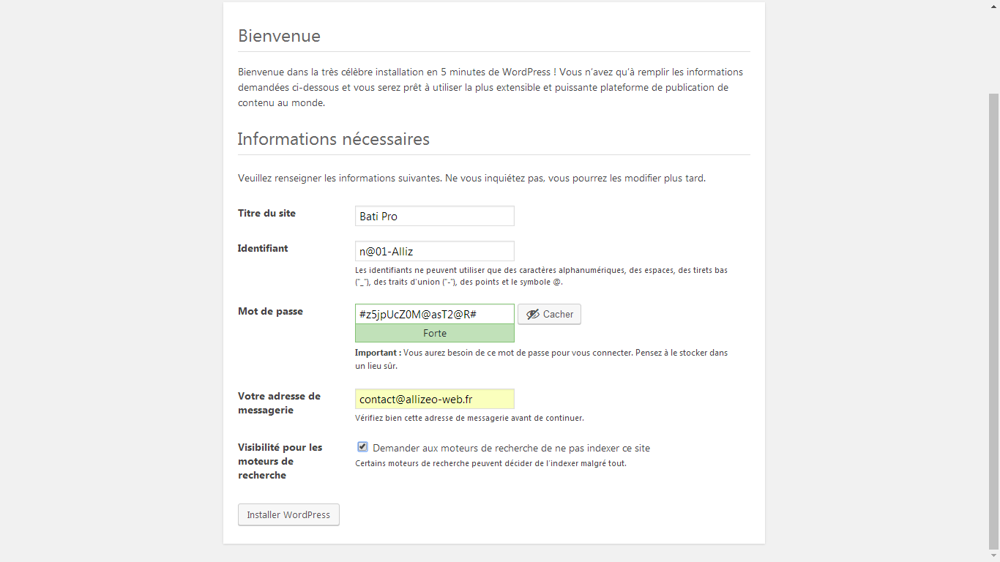 Bienvenue
Bienvenue dans la très célèbre installation en 5 minutes de WordPress ! Vous n'avez qu'à remplir les informations
demandées ci-dessous et vous serez prêt à utiliser la plus extensible et puissante plateforme de publication de
contenu au monde.
Informations nécessaires
Veuillez renseigner les informations suivantes. Ne vous inquiétez pas, vous pourrez les modifier plus tard.
Titre du site
Bati Pro
Identifiant
n@01-Alliz
Les identifiants ne peuvent utiliser que des caractères alphanumériques, des espaces, des tirets bas
("_"), des traits d'union ("-"), des points et le symbole @.
Mot de passe
#z5jpUcZ0M@asT2@R#
Cacher
Forte
Important : Vous aurez besoin de ce mot de passe pour vous connecter. Pensez à le stocker dans
un lieu sûr.
Votre adresse de
messagerie
contact@allizeo-web.fr
Vérifiez bien cette adresse de messagerie avant de continuer.
Visibilité pour les
moteurs de
recherche
Demander aux moteurs de recherche de ne pas indexer ce site
Certains moteurs de recherche peuvent décider de l'indexer malgré tout.
Installer WordPress